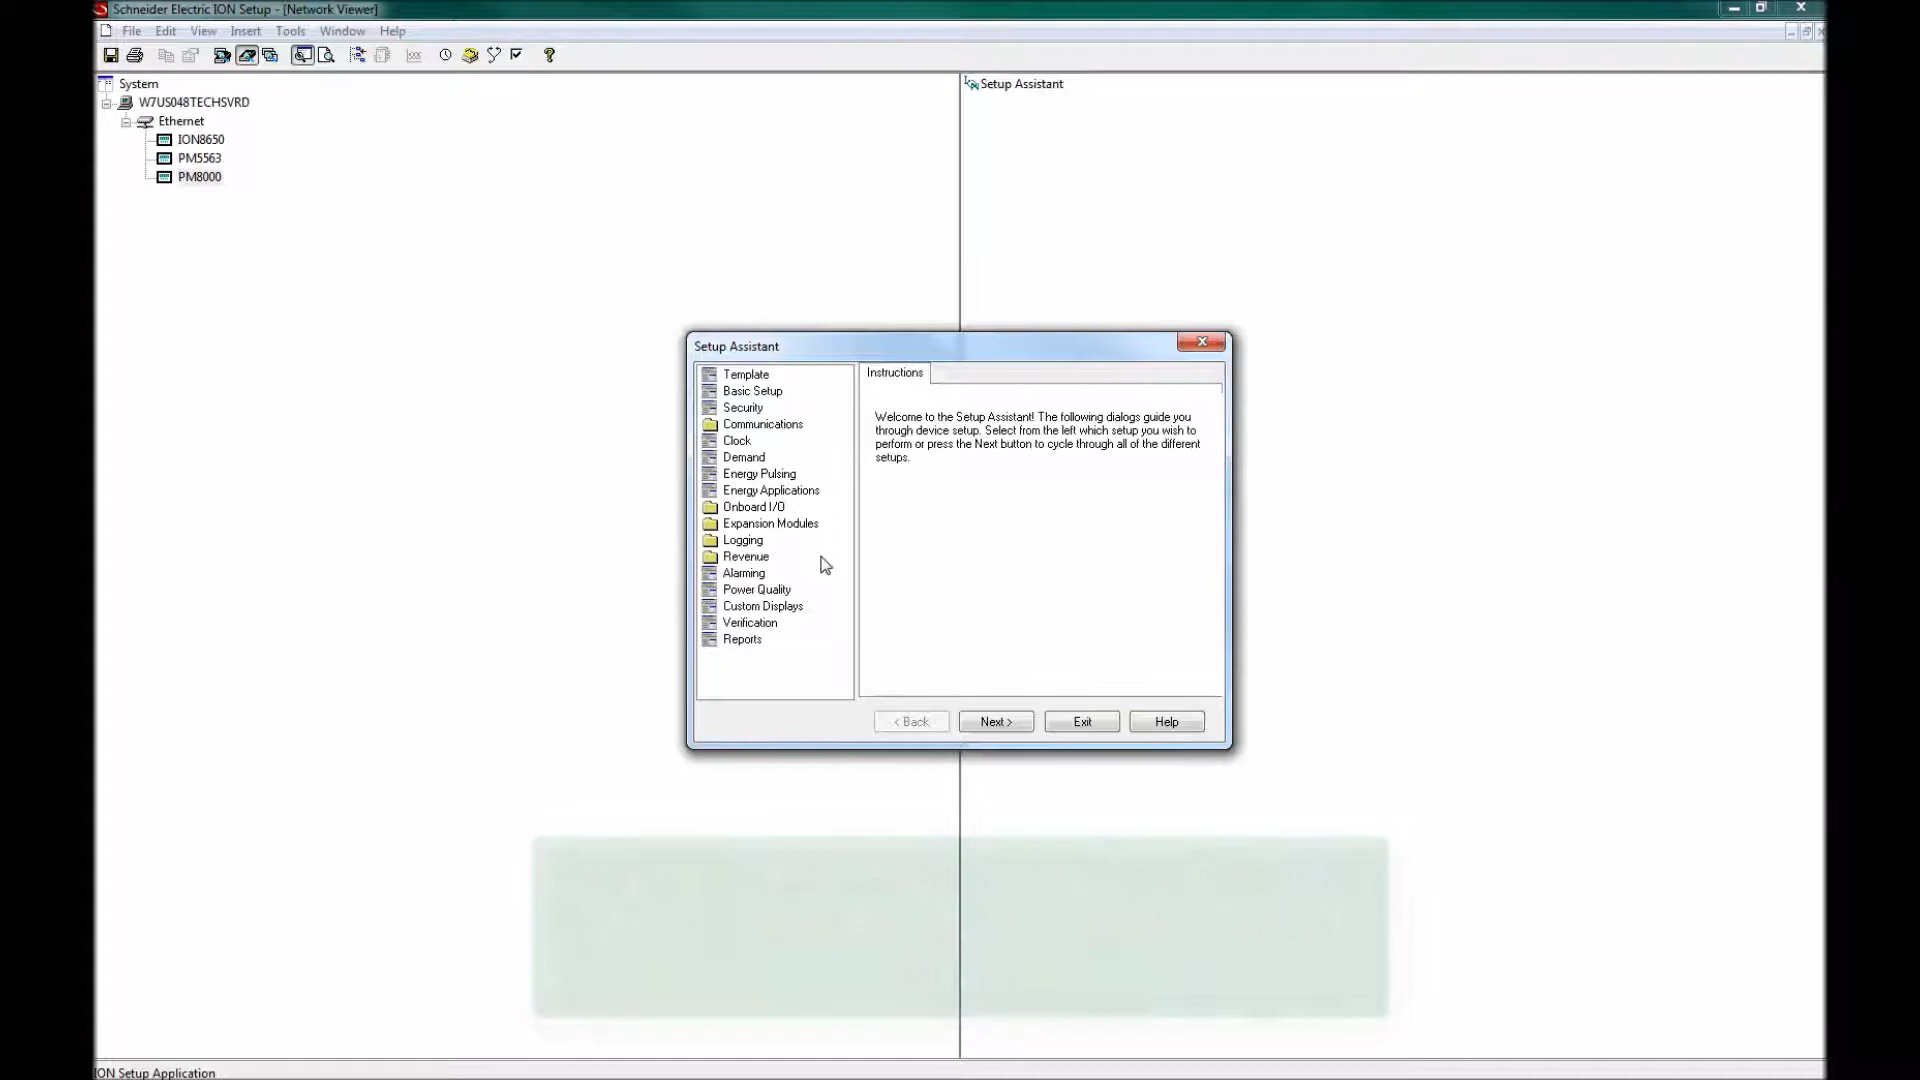 Schneider Electric ION Setup - [Network Viewer]
File Edit View Insert Tools Window Help
System
W7US048TECHSVRD
Ethernet
ION8650
PM5563
PM8000
Setup Assistant
Setup Assistant
Template
Basic Setup
Security
Communications
Clock
Demand
Energy Pulsing
Energy Applications
Onboard I/O
Expansion Modules
Logging
Revenue
Alarming
Power Quality
Custom Displays
Verification
Reports
Instructions
Welcome to the Setup Assistant! The following dialogs guide you
through device setup. Select from the left which setup you wish to
perform or press the Next button to cycle through all of the different
setups.
< Back Next > Exit Help
ION Setup Application